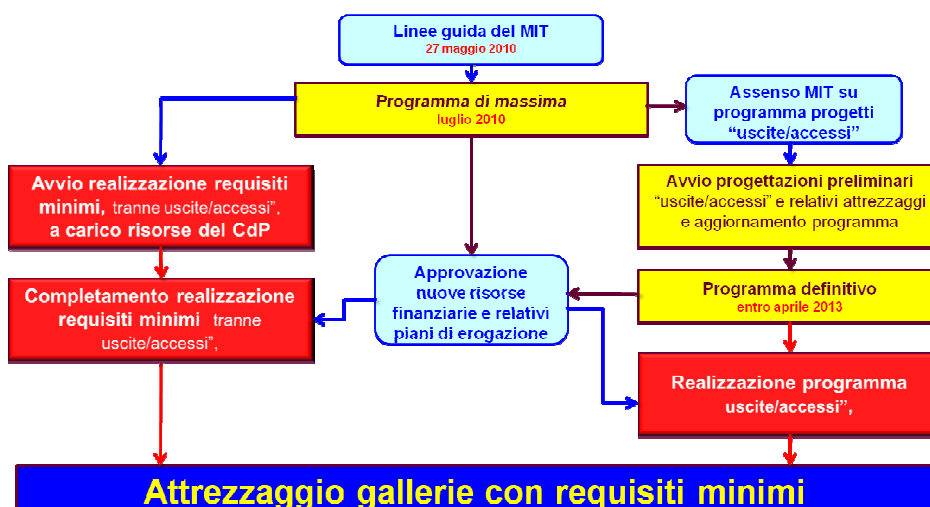 Linee guida del MIT
27 maggio 2010
Programma di massima
luglio 2010
Assenso MIT su
programma progetti
“uscite/accessi”
Avvio realizzazione requisiti
minimi, tranne uscite/accessi”,
a carico risorse del CdP
Avvio progettazioni preliminari
“uscite/accessi” e relativi attrezzaggi
e aggiornamento programma
Approvazione
nuove risorse
finanziarie e relativi
piani di erogazione
Completamento realizzazione
requisiti minimi tranne
uscite/accessi”,
Programma definitivo
entro aprile 2013
Realizzazione programma
uscite/accessi”,
Attrezzaggio gallerie con requisiti minimi